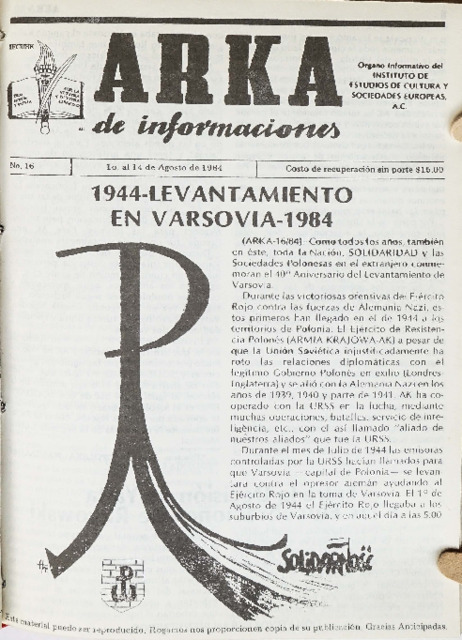 ARKA
de informaciones
Organo Informativo del
INSTITUTO DE
ESTUDIOS DE CULTURA Y
SOCIEDADES EUROPEAS,
A.C.
No. 16
1o. al 14 de Agosto de 1984
Costo de recuperación sin porte $15.00
1944-LEVANTAMIENTO
EN VARSOVIA-1984
(ARKA-16/84)- Como todos los años, también
en éste, toda la Nación, SOLIDARIDAD y las
Sociedades Polonesas en el extranjero conme-
moran el 40º Aniversario del Levantamiento de
Varsovia.
Durante las victoriosas ofensivas del Ejército
Rojo contra las fuerzas de Alemania Nazi, es-
tos primeros han llegado en el de 1944 a los
territorios de Polonia. El Ejército de Resisten-
cia Polonés (ARMIA KRAJOWA-AK) a pesar de
que la Unión Soviética injustificadamente ha
roto las relaciones diplomáticas con el
legítimo Gobierno Polonés en exilio (Londres-
Inglaterra) y se alió con la Alemania Nazi en los
años de 1939, 1940 y parte de 1941, AK ha co-
operado con la URSS en la lucha, mediante
muchas operaciones, batallas, servicio de inte-
ligencia, etc., con el así llamado "aliado de
nuestros aliados" que fue la URSS.
Durante el mes de Julio de 1944 las emisoras
controladas por la URSS hacían llamados para
que Varsovia —capital de Polonia— se levan-
tara contra el opresor alemán ayudando al
Ejército Rojo en la toma de Varsovia. El 1º de
Agosto de 1944 el Ejército Rojo llegaba a los
suburbios de Varsovia, y en aquel día a las 5:00
Solidarność
Este material puede ser reproducido. Rogamos nos proporcionen copia de su publicación. Gracias Anticipadas.